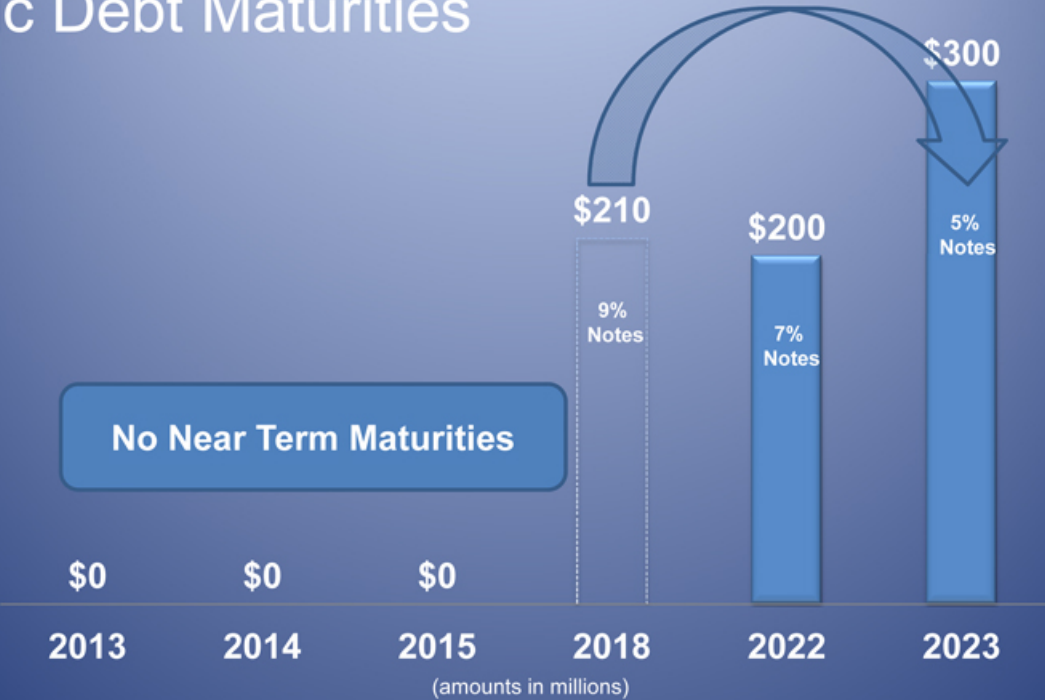 c Debt Maturities
$300
$210
$200
5%
Notes
9%
Notes
7%
Notes
No Near Term Maturities
$0 $0 $0
2013 2014 2015 2018 2022 2023
(amounts in millions)